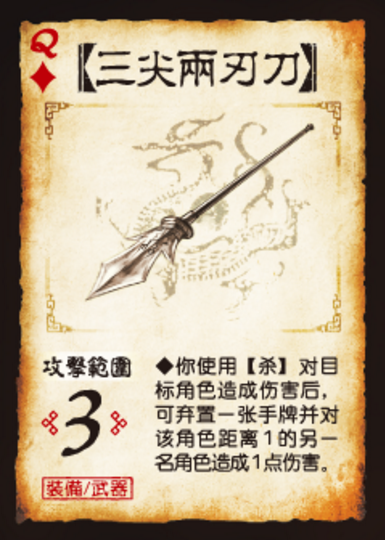 Q
【三尖兩刃刀】
攻擊範圍
3
裝備/武器
◆你使用【杀】对目
标角色造成伤害后,
可弃置一张手牌并对
该角色距离1的另一
名角色造成1点伤害。